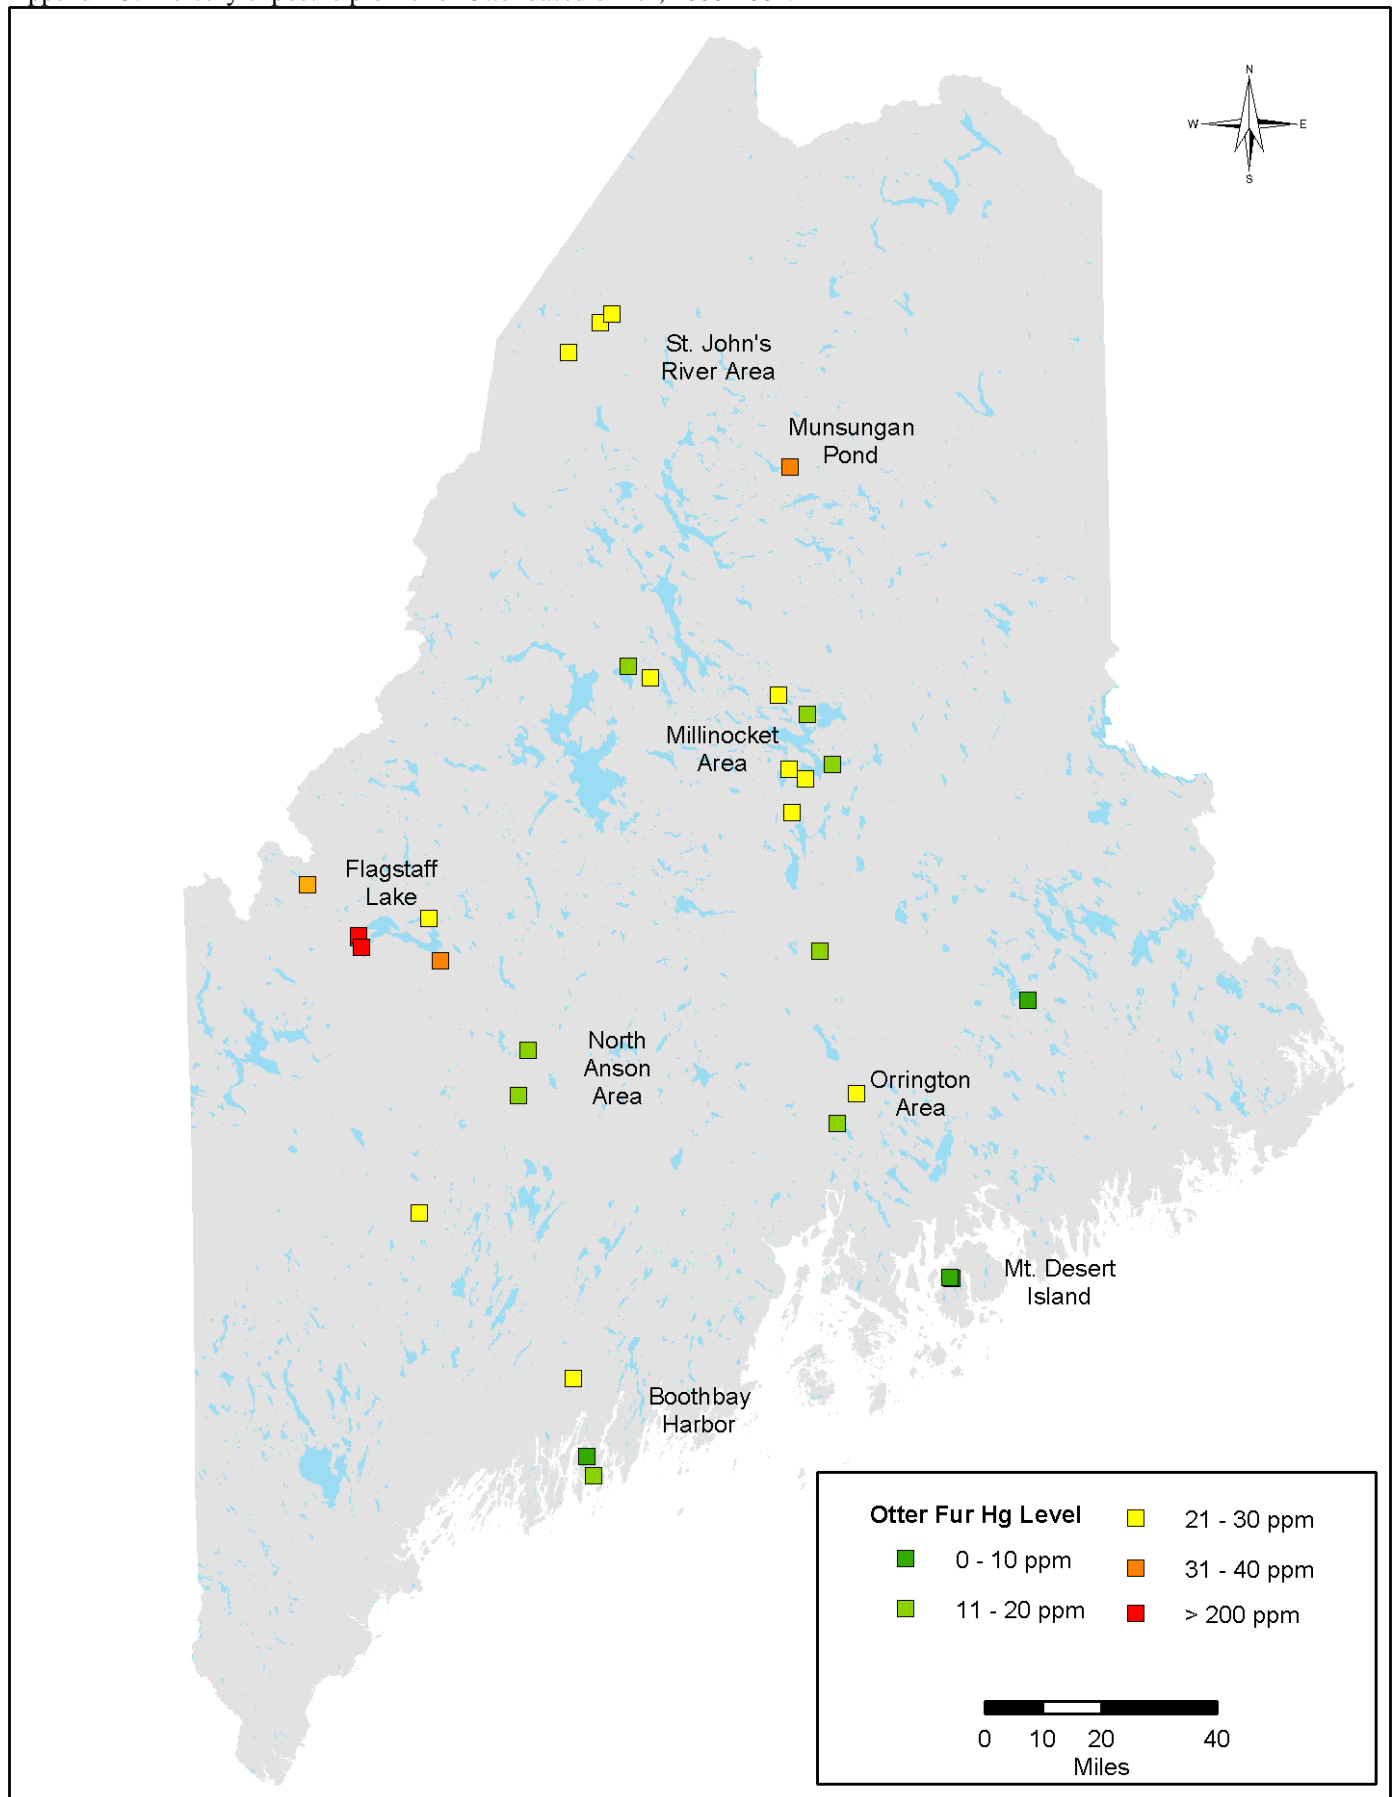 N
W E
S
St. John's
River Area
Munsungan
Pond
Millinocket
Area
Flagstaff
Lake
North
Anson
Area
Orrington
Area
Mt. Desert
Island
Boothbay
Harbor
Otter Fur Hg Level
0 - 10 ppm
11 - 20 ppm
21 - 30 ppm
31 - 40 ppm
> 200 ppm
0 10 20 40
Miles